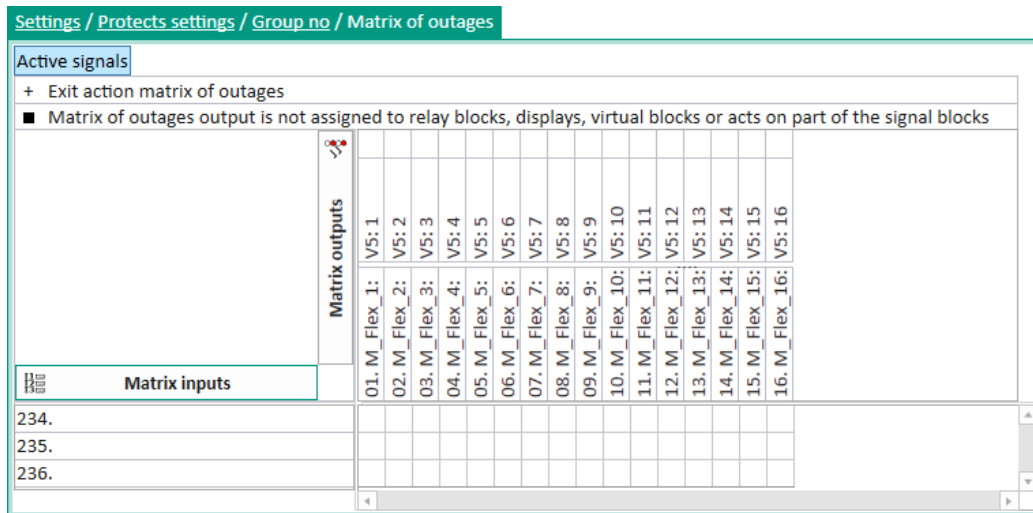 Settings / Protects settings / Group no / Matrix of outages
Active signals
+ Exit action matrix of outages
■ Matrix of outages output is not assigned to relay blocks, displays, virtual blocks or acts on part of the signal blocks
Matrix outputs
V5: 1
V5: 2
V5: 3
V5: 4
V5: 5
V5: 6
V5: 7
V5: 8
V5: 9
V5: 10
V5: 11
V5: 12
V5: 13
V5: 14
V5: 15
V5: 16
01. M_Flex_1:
02. M_Flex_2:
03. M_Flex_3:
04. M_Flex_4:
05. M_Flex_5:
06. M_Flex_6:
07. M_Flex_7:
08. M_Flex_8:
09. M_Flex_9:
10. M_Flex_10:
11. M_Flex_11:
12. M_Flex_12:
13. M_Flex_13:
14. M_Flex_14:
15. M_Flex_15:
16. M_Flex_16:
Matrix inputs
234.
235.
236.